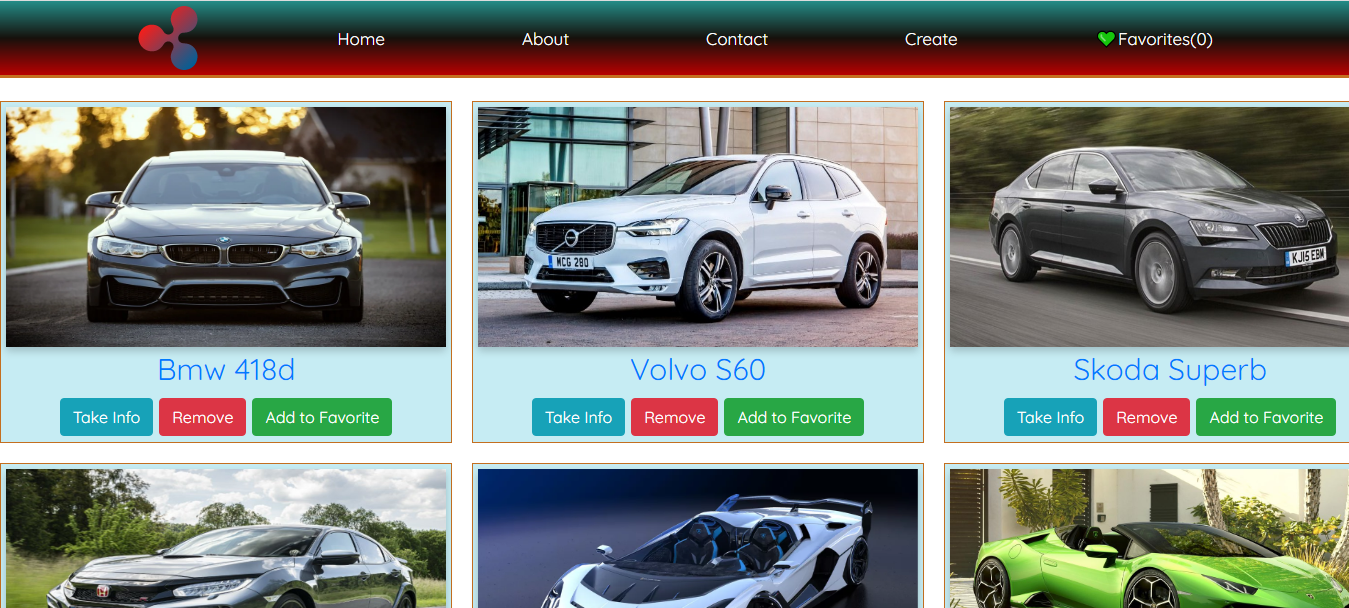 Home About Contact Create Favorites(0)
WCG 280
KJ15 EBM
Bmw 418d Volvo S60 Skoda Superb
Take Info Remove Add to Favorite Take Info Remove Add to Favorite Take Info Remove Add to Favorite